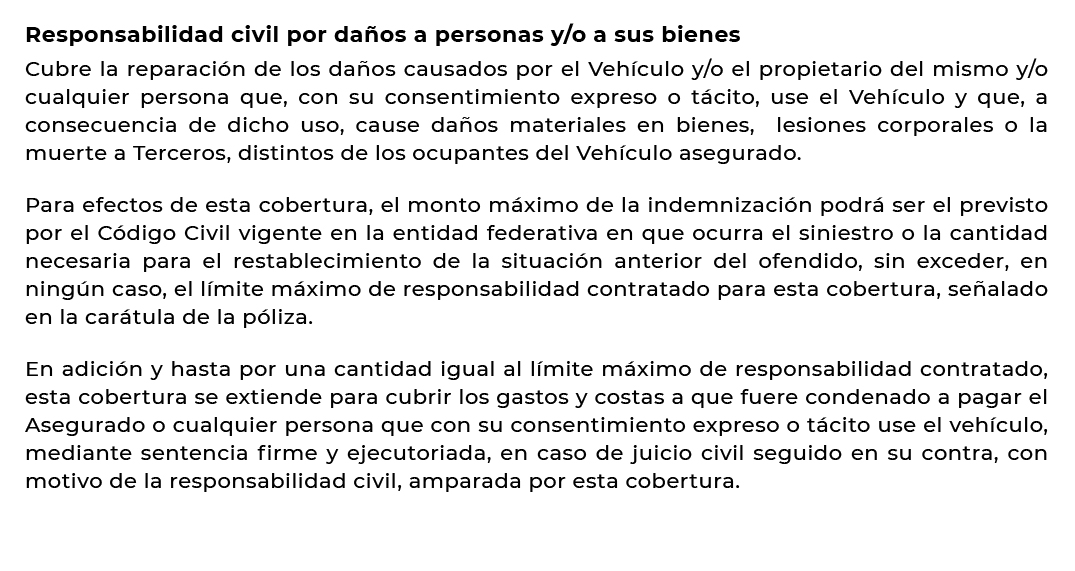 Responsabilidad civil por daños a personas y/o a sus bienes
Cubre la reparación de los daños causados por el Vehículo y/o el propietario del mismo y/o
cualquier persona que, con su consentimiento expreso o tácito, use el Vehículo y que, a
consecuencia de dicho uso, cause daños materiales en bienes,  lesiones corporales o la
muerte a Terceros, distintos de los ocupantes del Vehículo asegurado.
Para efectos de esta cobertura, el monto máximo de la indemnización podrá ser el previsto
por el Código Civil vigente en la entidad federativa en que ocurra el siniestro o la cantidad
necesaria para el restablecimiento de la situación anterior del ofendido, sin exceder, en
ningún caso, el límite máximo de responsabilidad contratado para esta cobertura, señalado
en la carátula de la póliza.
En adición y hasta por una cantidad igual al límite máximo de responsabilidad contratado,
esta cobertura se extiende para cubrir los gastos y costas a que fuere condenado a pagar el
Asegurado o cualquier persona que con su consentimiento expreso o tácito use el vehículo,
mediante sentencia firme y ejecutoriada, en caso de juicio civil seguido en su contra, con
motivo de la responsabilidad civil, amparada por esta cobertura.